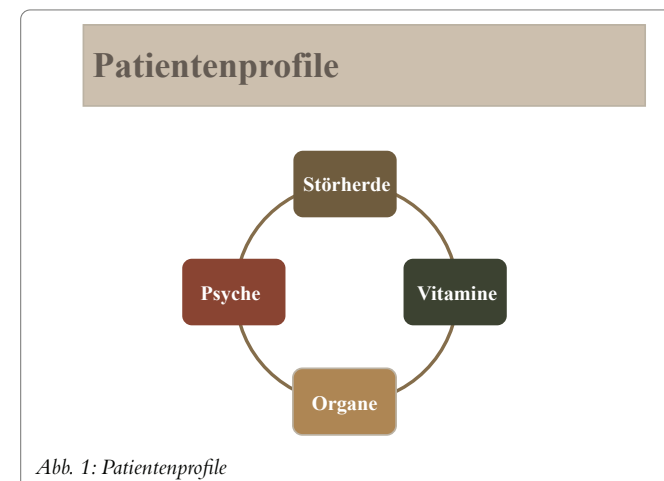 Patientenprofile
Störherde
Psyche
Vitamine
Organe
Abb. 1: Patientenprofile